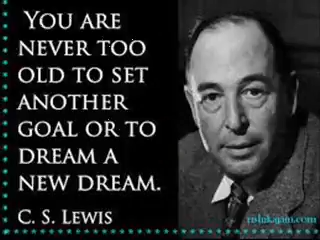 YOU ARE
NEVER TOO
OLD TO SET
ANOTHER
GOAL OR TO
DREAM A
NEW DREAM.
C. S. LEWIS